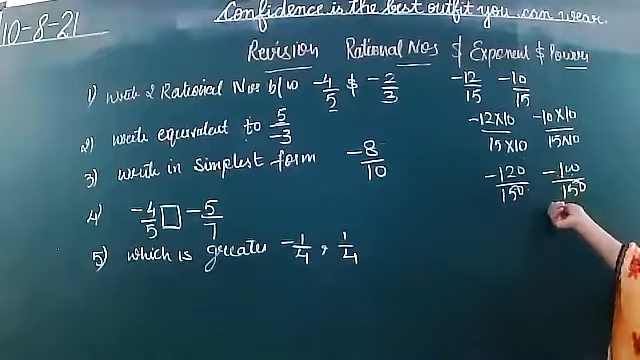 10-8-21
Confidence is the best outfit you can wear.
Revision Rational Nos & Exponent & Powers
1) Write 2 Rational Nos b/w -4/5 & -2/3
-12/15 -10/15
2) write equivalent to 5/-3
-12×10/15×10 -10×10/15×10
3) write in simplest form -8/10
-120/150 -100/150
4) -4/5 □ -5/7
5) which is greater -1/4, 1/4